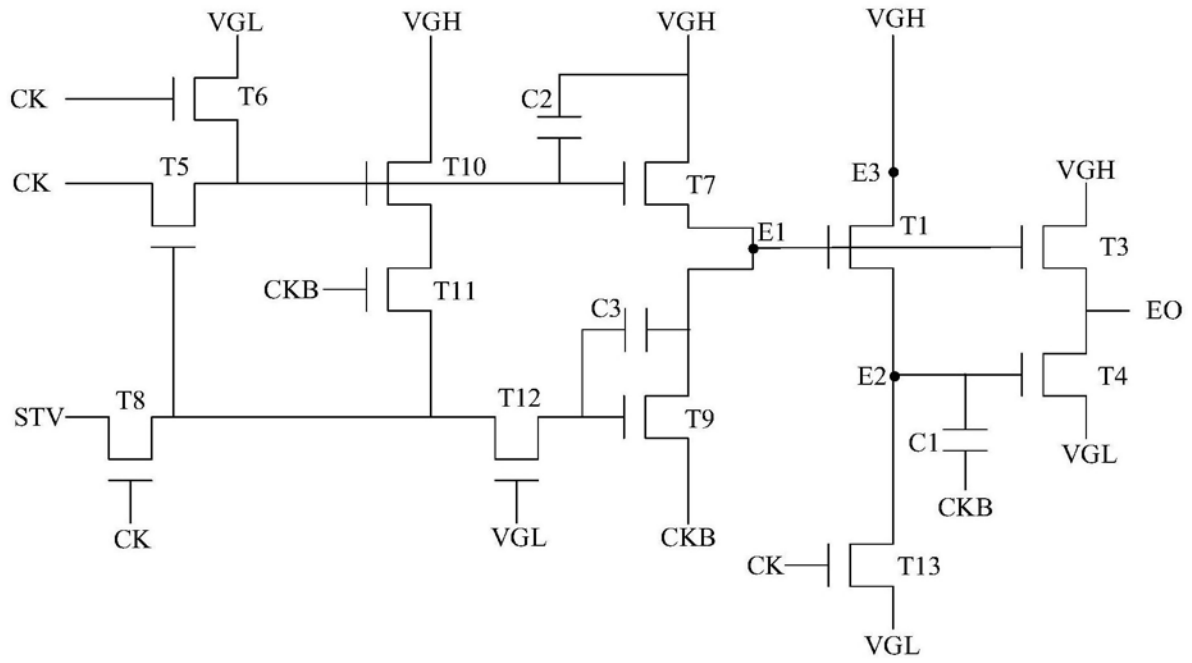 VGL
VGH
VGH
VGH
CK
T6
C2
CK
T5
T10
T7
E3
VGH
E1
T1
T3
CKB
T11
C3
EO
STV
T8
T12
T9
E2
T4
C1
CK
VGL
CKB
CKB
VGL
CK
T13
VGL